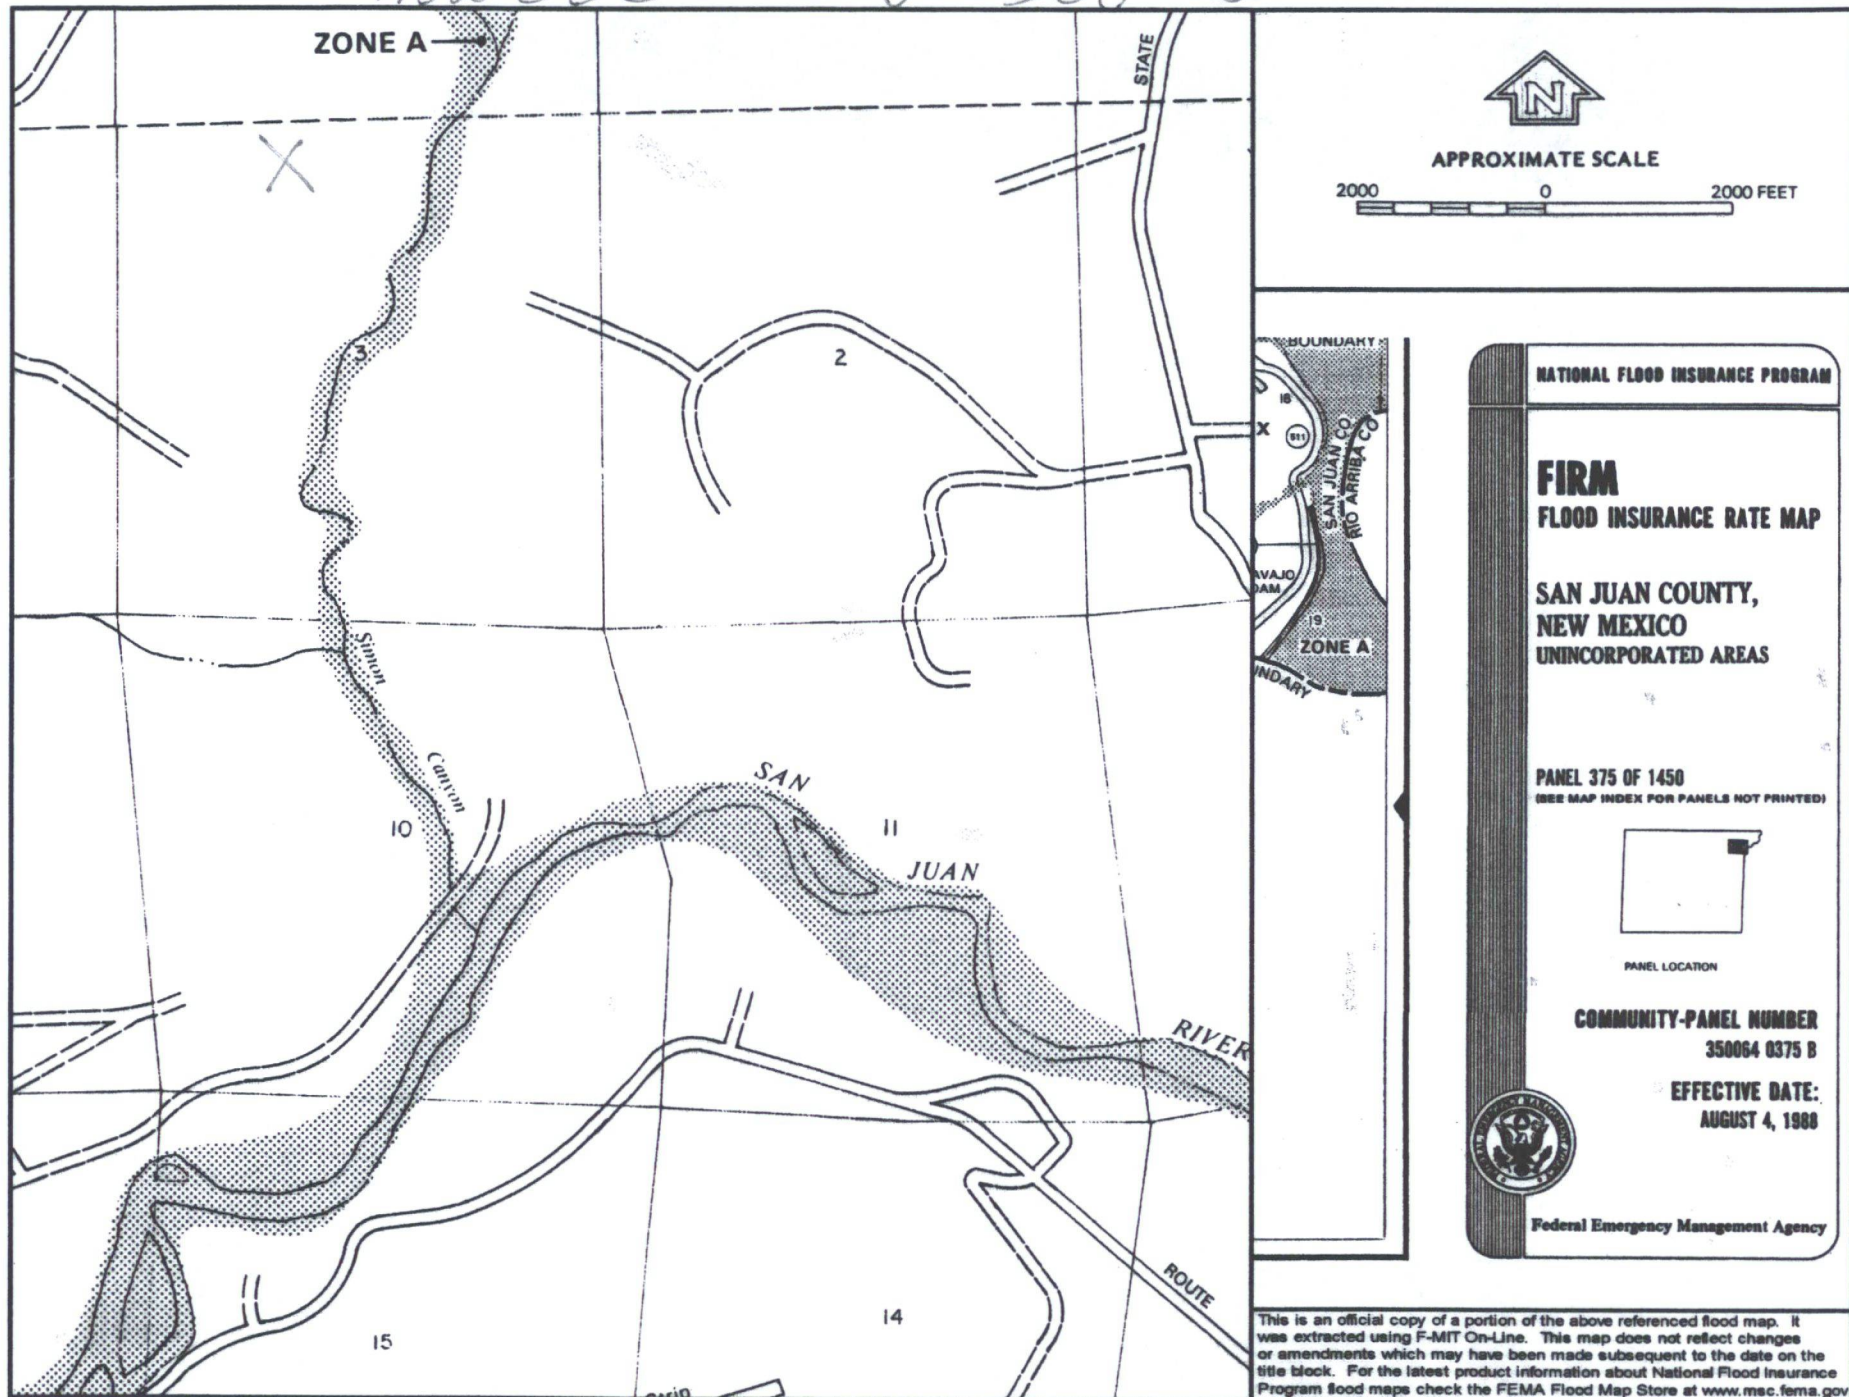 ZONE A
STATE
3
2
Simon
Canyon
10
SAN
11
JUAN
RIVER
15
14
ROUTE
N
APPROXIMATE SCALE
2000 0 2000 FEET
BOUNDARY
18
X
511
SAN JUAN CO
RIO ARRIBA CO
AVAJO
DAM
19
ZONE A
NDARY
NATIONAL FLOOD INSURANCE PROGRAM
FIRM
FLOOD INSURANCE RATE MAP
SAN JUAN COUNTY,
NEW MEXICO
UNINCORPORATED AREAS
PANEL 375 OF 1450
(SEE MAP INDEX FOR PANELS NOT PRINTED)
PANEL LOCATION
COMMUNITY-PANEL NUMBER
350064 0375 B
EFFECTIVE DATE:
AUGUST 4, 1988
Federal Emergency Management Agency
This is an official copy of a portion of the above referenced flood map. It
was extracted using F-MIT On-Line. This map does not reflect changes
or amendments which may have been made subsequent to the date on the
title block. For the latest product information about National Flood Insurance
Program flood maps check the FEMA Flood Map Store at www.msc.fema.gov